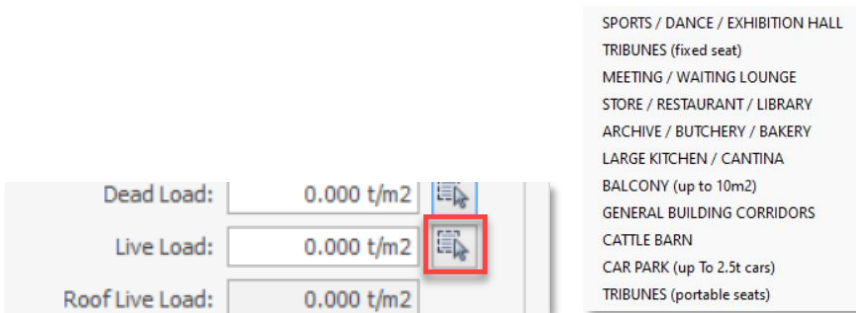 SPORTS / DANCE / EXHIBITION HALL
TRIBUNES (fixed seat)
MEETING / WAITING LOUNGE
STORE / RESTAURANT / LIBRARY
ARCHIVE / BUTCHERY / BAKERY
LARGE KITCHEN / CANTINA
BALCONY (up to 10m2)
GENERAL BUILDING CORRIDORS
CATTLE BARN
CAR PARK (up To 2.5t cars)
TRIBUNES (portable seats)
Dead Load: 0.000 t/m2
Live Load: 0.000 t/m2
Roof Live Load: 0.000 t/m2